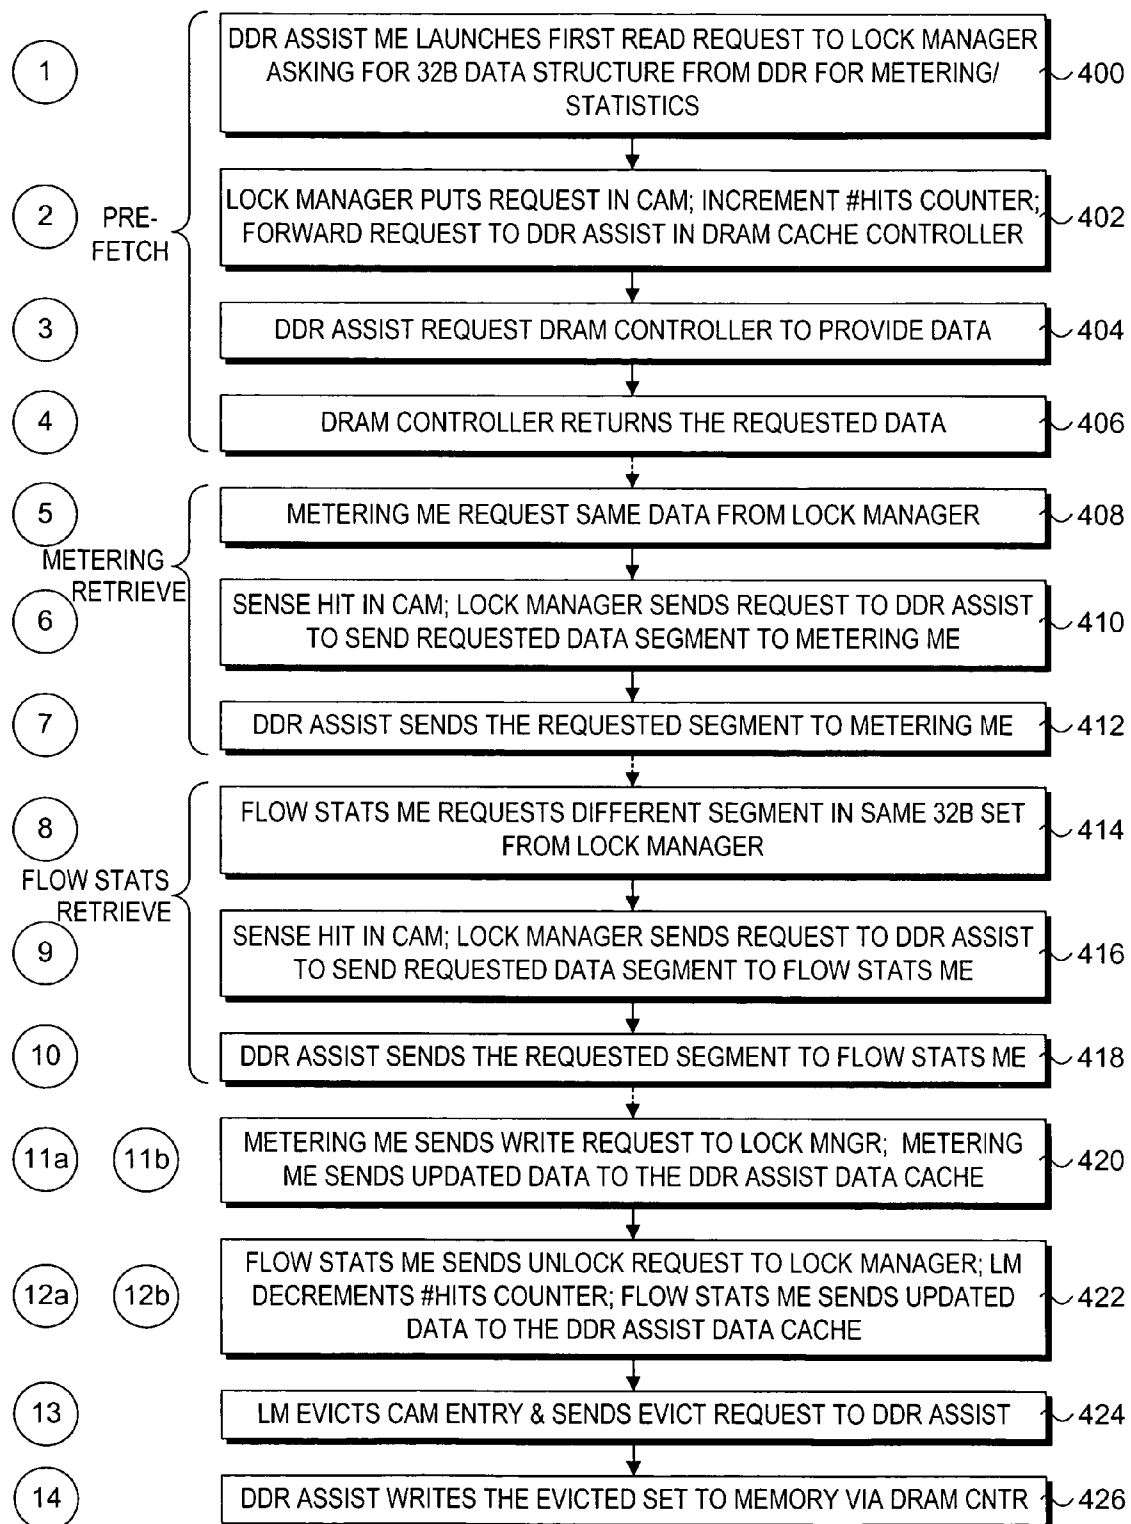 1
DDR ASSIST ME LAUNCHES FIRST READ REQUEST TO LOCK MANAGER
ASKING FOR 32B DATA STRUCTURE FROM DDR FOR METERING/
STATISTICS
400
2
PRE-
FETCH
LOCK MANAGER PUTS REQUEST IN CAM; INCREMENT #HITS COUNTER;
FORWARD REQUEST TO DDR ASSIST IN DRAM CACHE CONTROLLER
402
3
DDR ASSIST REQUEST DRAM CONTROLLER TO PROVIDE DATA
404
4
DRAM CONTROLLER RETURNS THE REQUESTED DATA
406
5
METERING ME REQUEST SAME DATA FROM LOCK MANAGER
408
METERING
RETRIEVE
6
SENSE HIT IN CAM; LOCK MANAGER SENDS REQUEST TO DDR ASSIST
TO SEND REQUESTED DATA SEGMENT TO METERING ME
410
7
DDR ASSIST SENDS THE REQUESTED SEGMENT TO METERING ME
412
8
FLOW STATS ME REQUESTS DIFFERENT SEGMENT IN SAME 32B SET
FROM LOCK MANAGER
414
FLOW STATS
RETRIEVE
9
SENSE HIT IN CAM; LOCK MANAGER SENDS REQUEST TO DDR ASSIST
TO SEND REQUESTED DATA SEGMENT TO FLOW STATS ME
416
10
DDR ASSIST SENDS THE REQUESTED SEGMENT TO FLOW STATS ME
418
11a 11b
METERING ME SENDS WRITE REQUEST TO LOCK MNGR; METERING
ME SENDS UPDATED DATA TO THE DDR ASSIST DATA CACHE
420
12a 12b
FLOW STATS ME SENDS UNLOCK REQUEST TO LOCK MANAGER; LM
DECREMENTS #HITS COUNTER; FLOW STATS ME SENDS UPDATED
DATA TO THE DDR ASSIST DATA CACHE
422
13
LM EVICTS CAM ENTRY & SENDS EVICT REQUEST TO DDR ASSIST
424
14
DDR ASSIST WRITES THE EVICTED SET TO MEMORY VIA DRAM CNTR
426